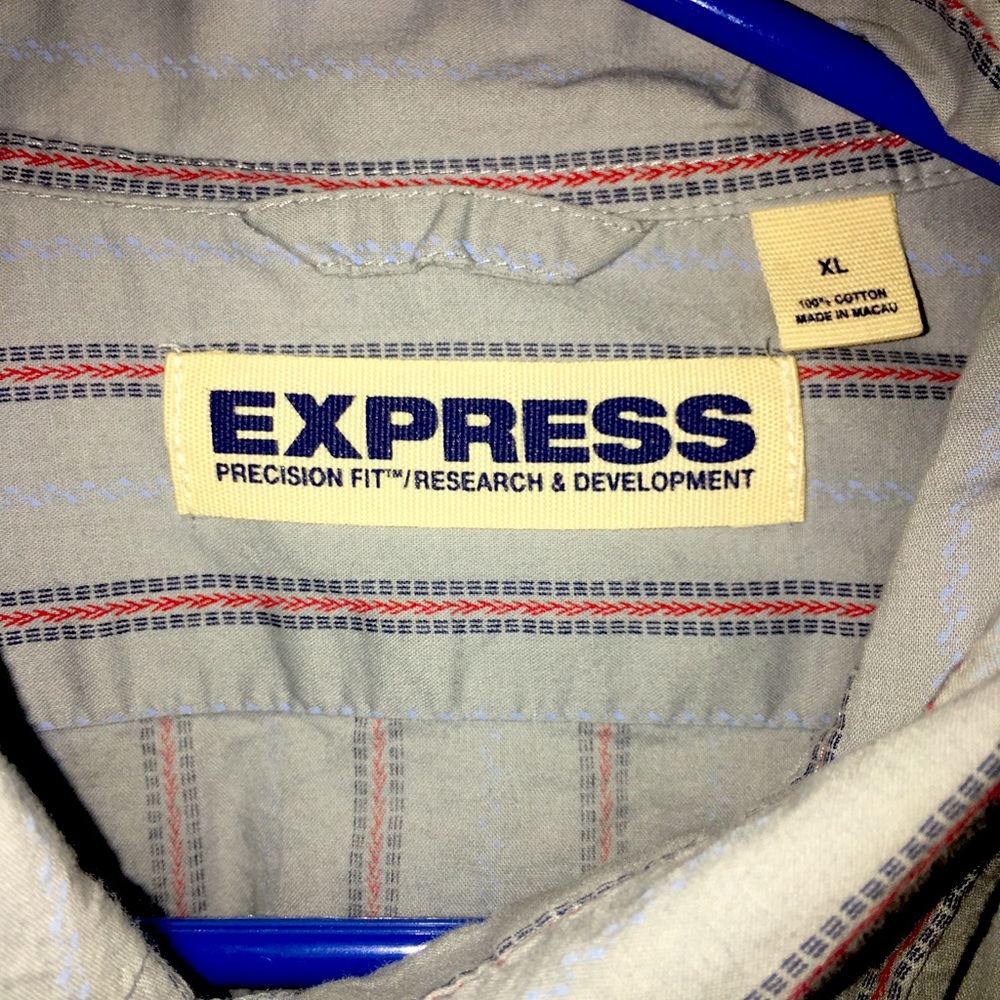 XL
100% COTTON
MADE IN MACAU
EXPRESS
PRECISION FIT™/RESEARCH & DEVELOPMENT